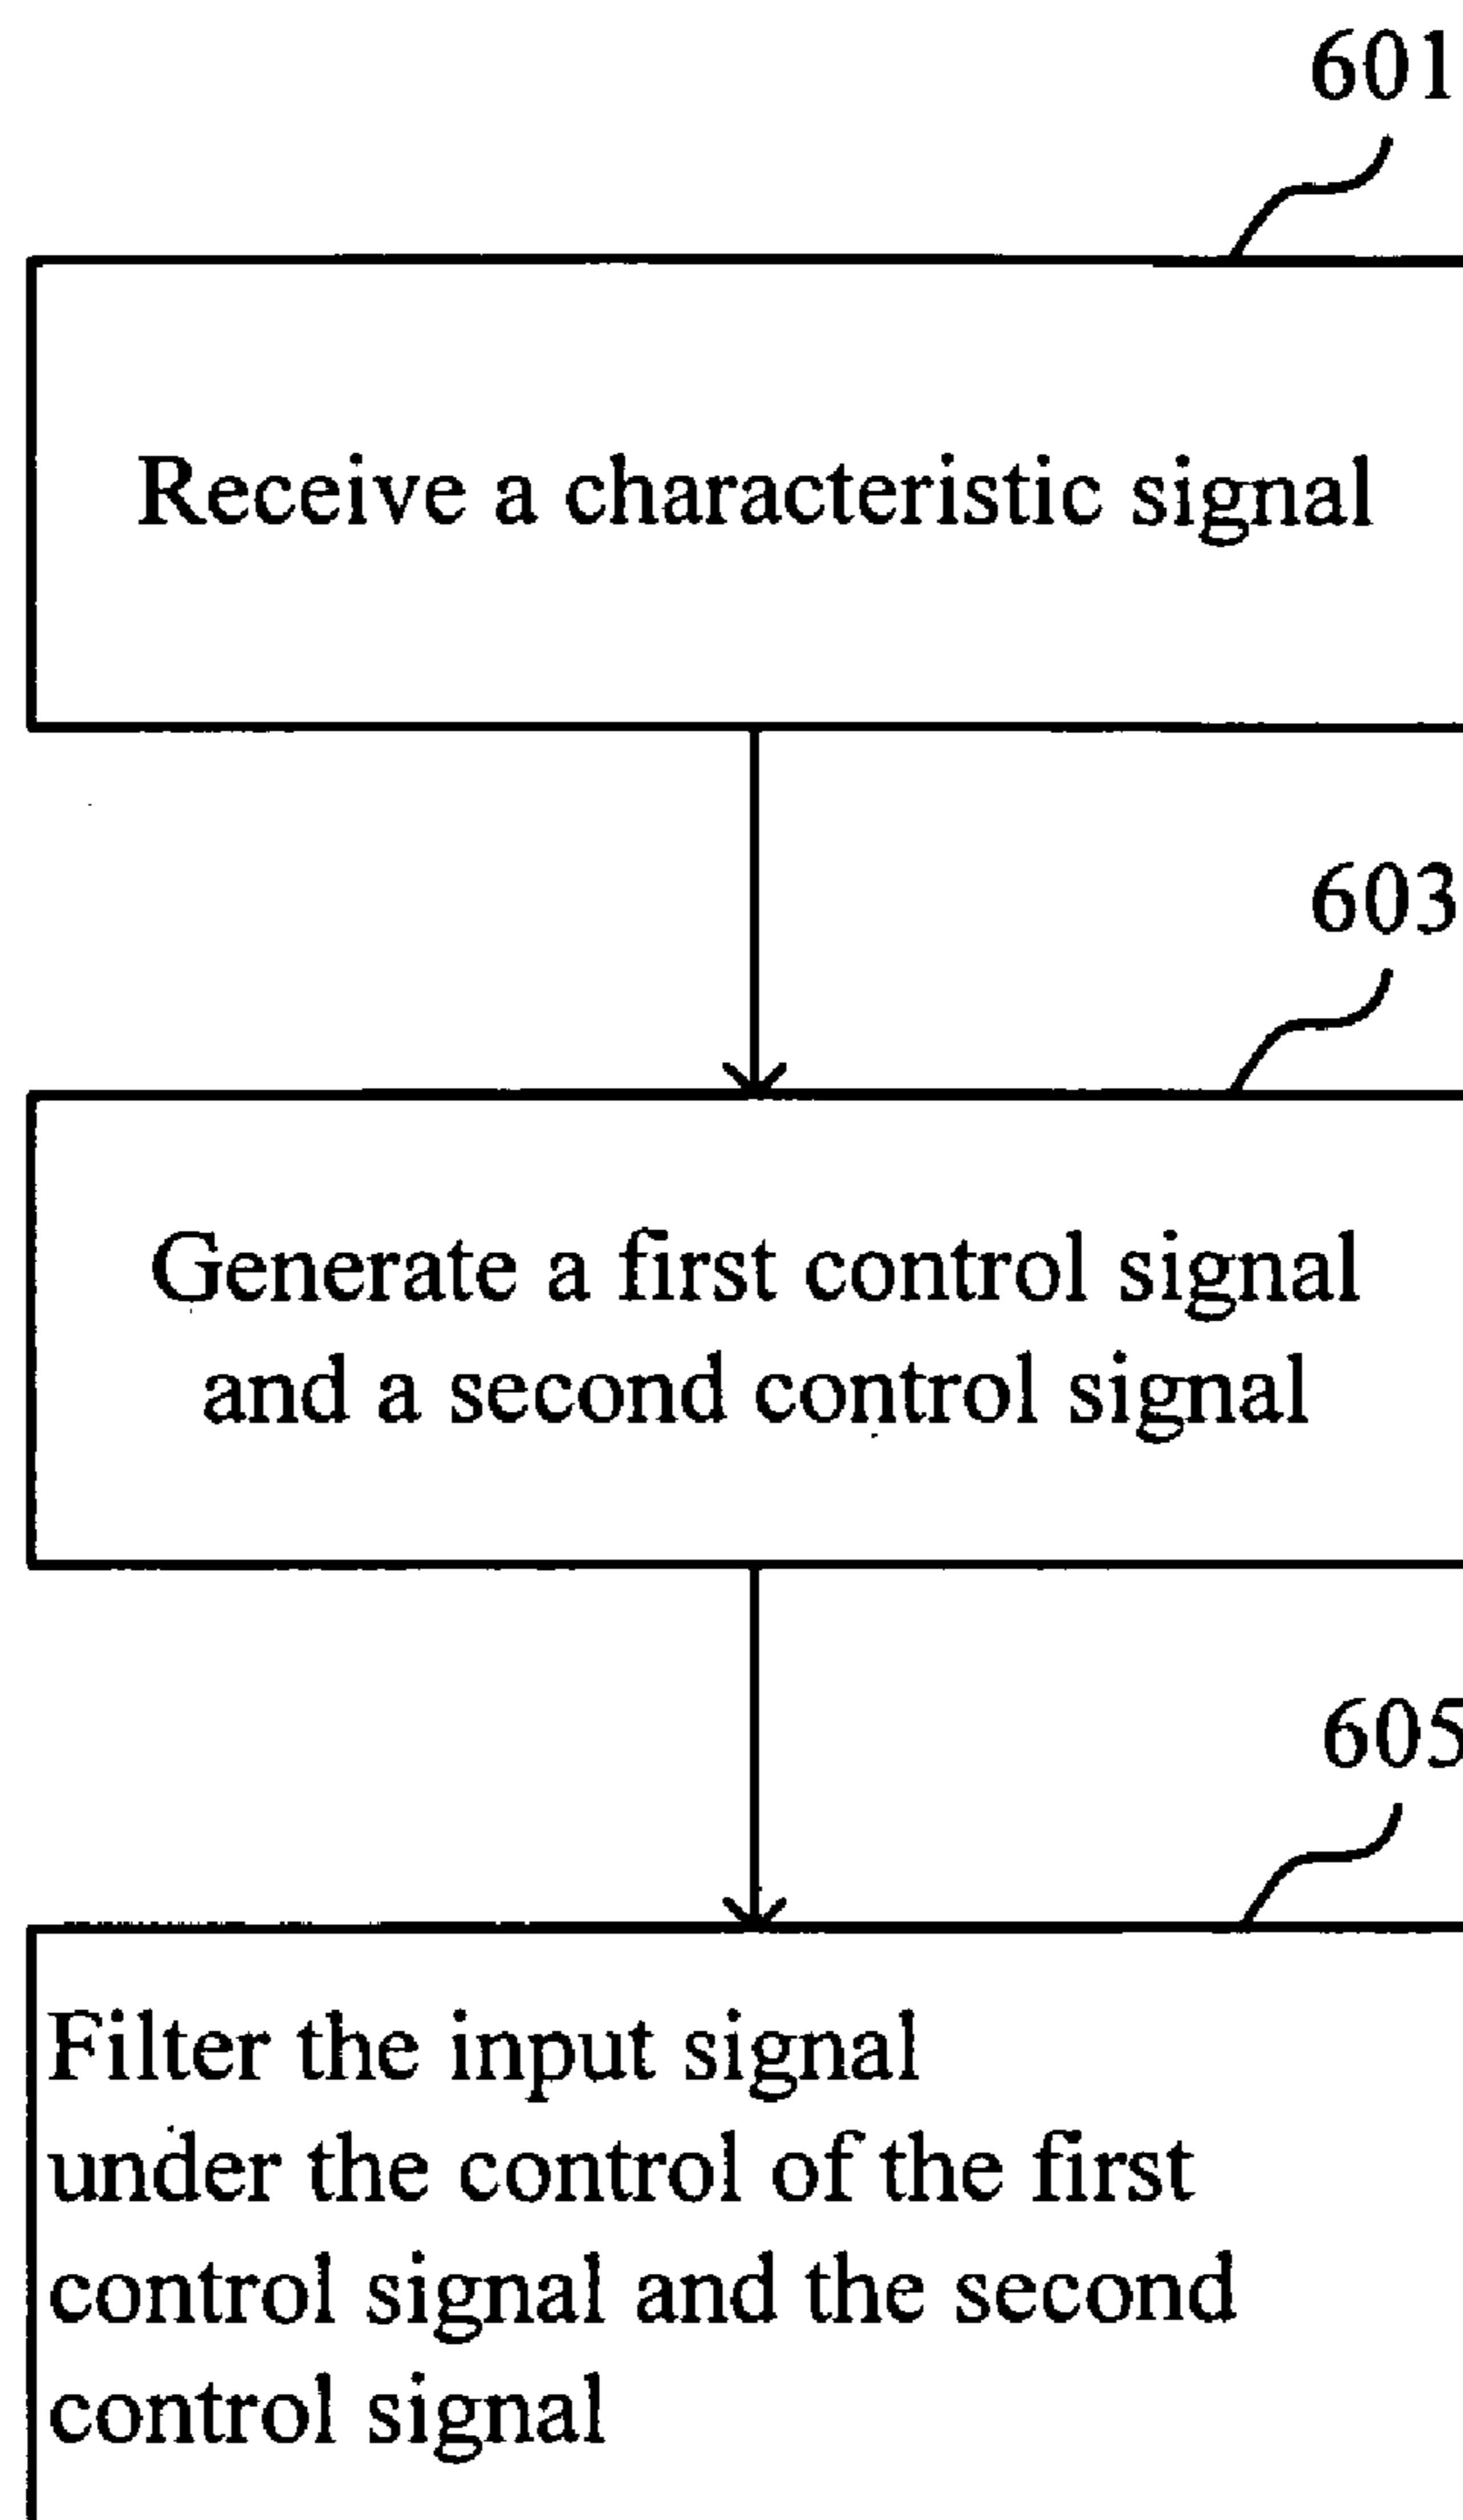 601
Receive a characteristic signal
603
Generate a first control signal
and a second control signal
605
Filter the input signal
under the control of the first
control signal and the second
control signal